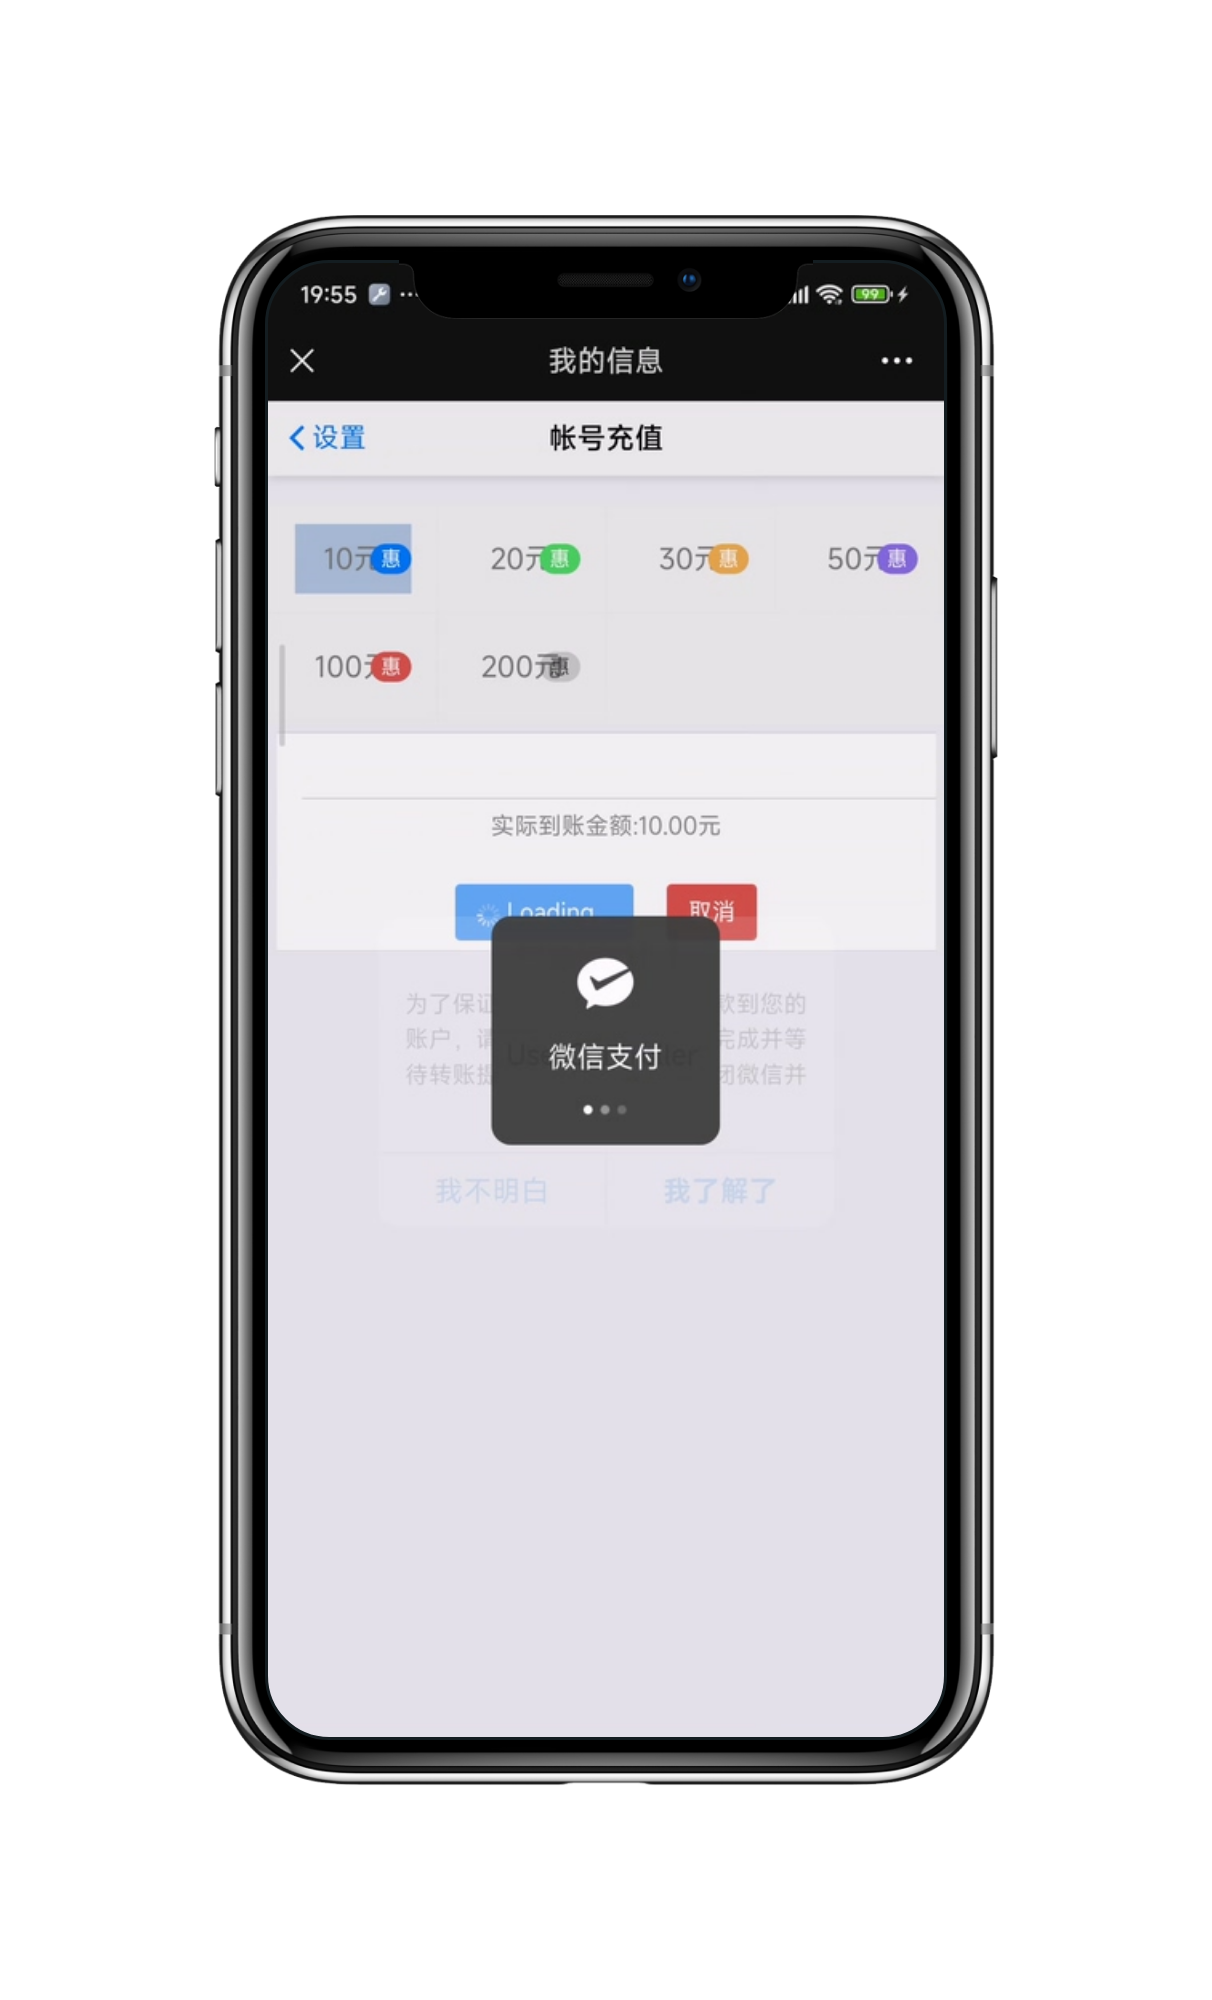 19:55
99
我的信息
设置
帐号充值
10元 惠
20元 惠
30元 惠
50元 惠
100元 惠
200元 惠
实际到账金额:10.00元
Loading
取消
为了保证 款到您的
账户，请 完成并等
待转账提 闭微信并
微信支付
我不明白
我了解了